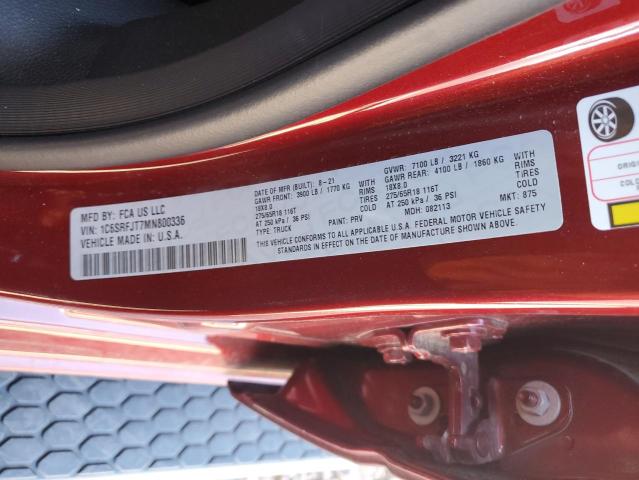 MFD BY: FCA US LLC
VIN: 1C6SRFJT7MN800336
VEHICLE MADE IN U.S.A.
DATE OF MFR (BUILT): 8-21
GAWR FRONT: 3900 LB / 1770 KG
18X8.0
275/65R18 116T
AT 250 kPa / 36 PSI
TYPE: TRUCK
WITH
RIMS
TIRES
COLD
PAINT: PRV
MDH: 082113
GVWR: 7100 LB / 3221 KG
GAWR REAR: 4100 LB / 1860 KG
18X8.0
275/65R18 116T
AT 250 kPa / 36 PSI
WITH
RIMS
TIRES
COLD
MKT: 875
THIS VEHICLE CONFORMS TO ALL APPLICABLE U.S.A. FEDERAL MOTOR VEHICLE SAFETY
STANDARDS IN EFFECT ON THE DATE OF MANUFACTURE SHOWN ABOVE.